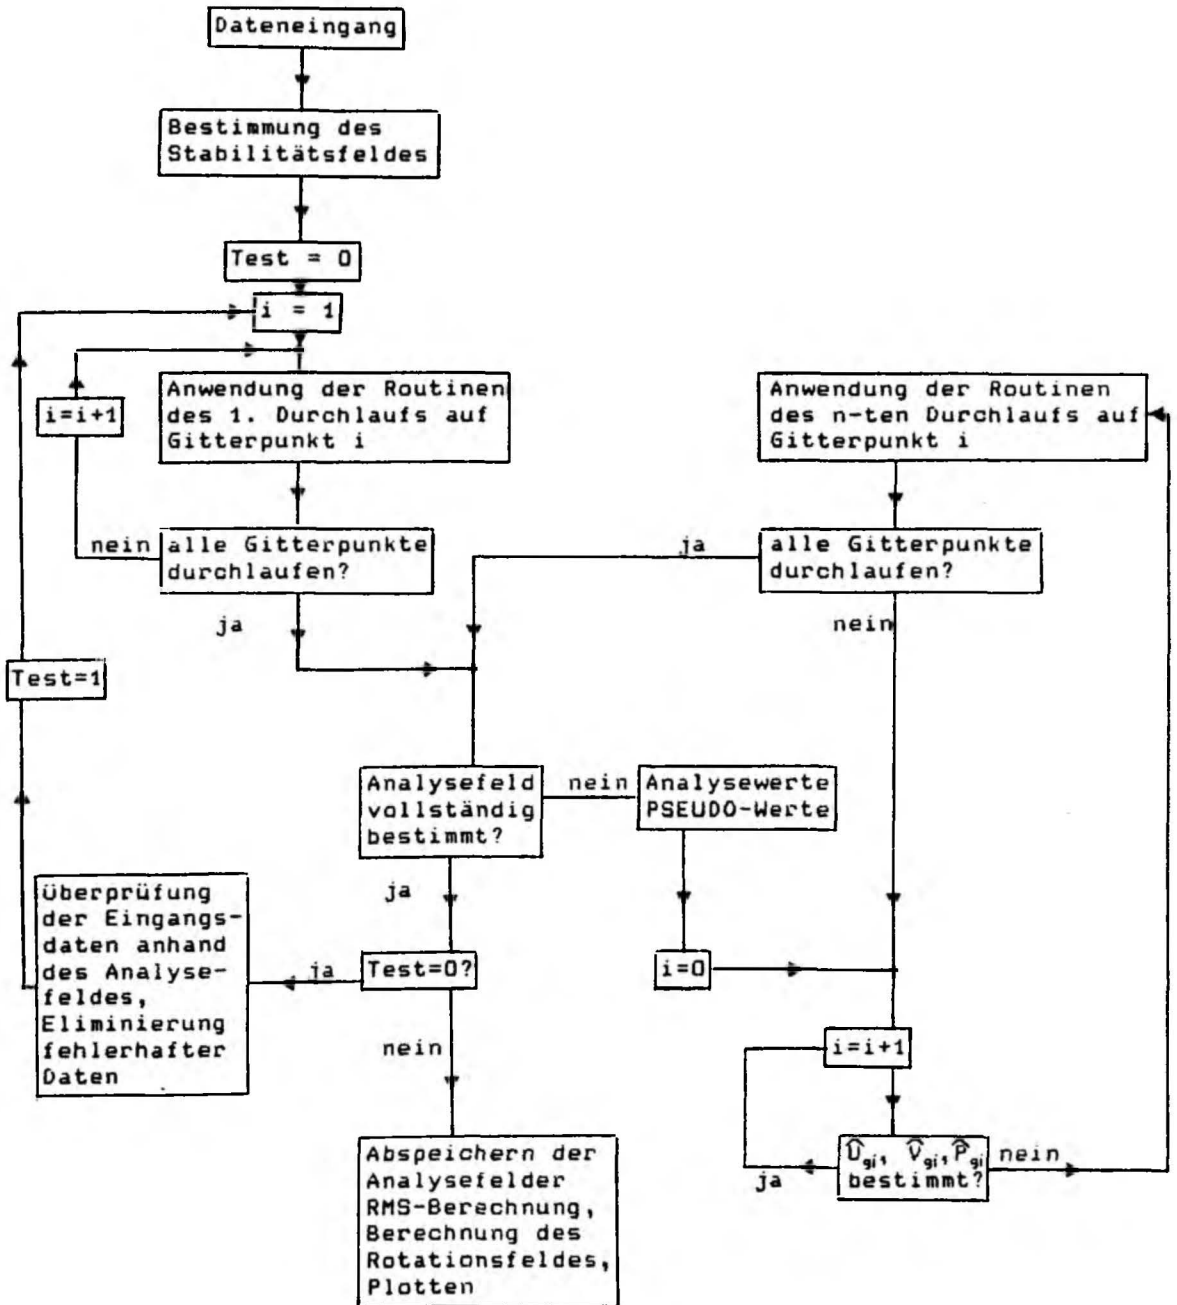 Dateneingang
Bestimmung des
Stabilitätsfeldes
Test = 0
i = 1
i=i+1
Anwendung der Routinen
des 1. Durchlaufs auf
Gitterpunkt i
Anwendung der Routinen
des n-ten Durchlaufs auf
Gitterpunkt i
nein
alle Gitterpunkte
durchlaufen?
ja
ja
alle Gitterpunkte
durchlaufen?
nein
Test=1
Analysefeld
vollständig
bestimmt?
nein
Analysewerte
PSEUDO-Werte
ja
Überprüfung
der Eingangs-
daten anhand
des Analyse-
feldes,
Eliminierung
fehlerhafter
Daten
ja
Test=0?
i=0
nein
i=i+1
Abspeichern der
Analysefelder
RMS-Berechnung,
Berechnung des
Rotationsfeldes,
Plotten
ja
Û_gi, V̂_gi, P̂_gi
bestimmt?
nein